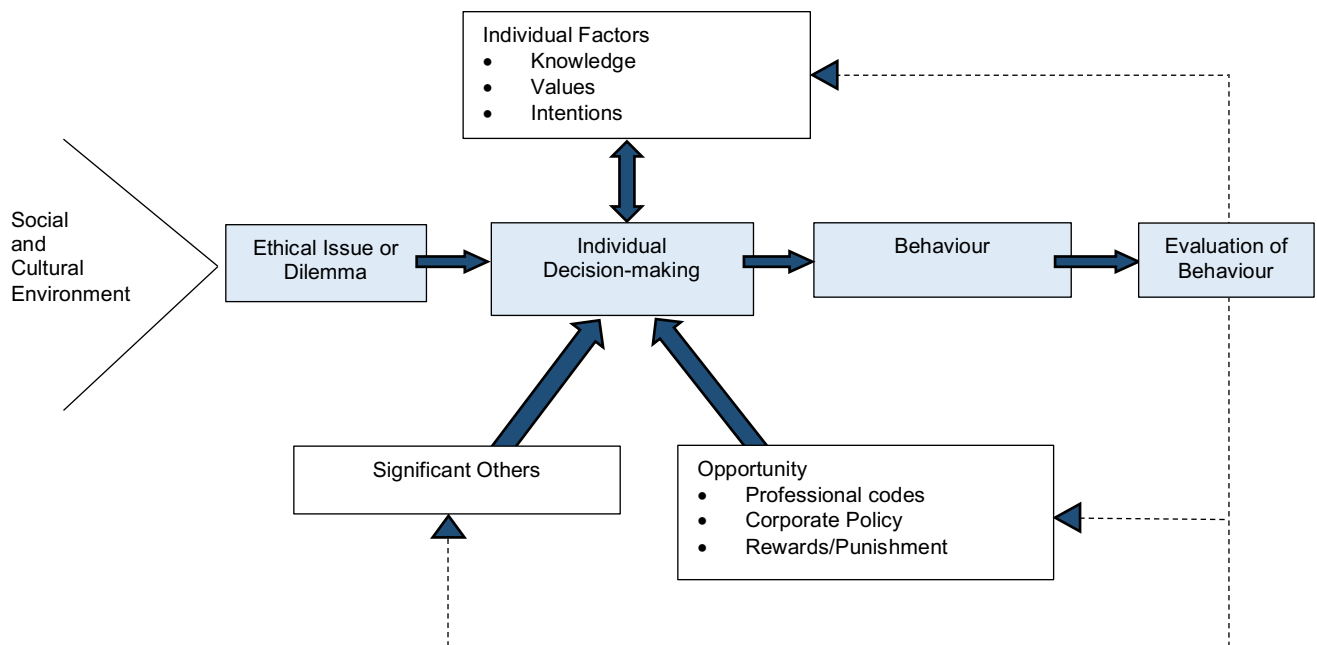 Individual Factors
• Knowledge
• Values
• Intentions
Social
and
Cultural
Environment
Ethical Issue or
Dilemma
Individual
Decision-making
Behaviour
Evaluation of
Behaviour
Significant Others
Opportunity
• Professional codes
• Corporate Policy
• Rewards/Punishment